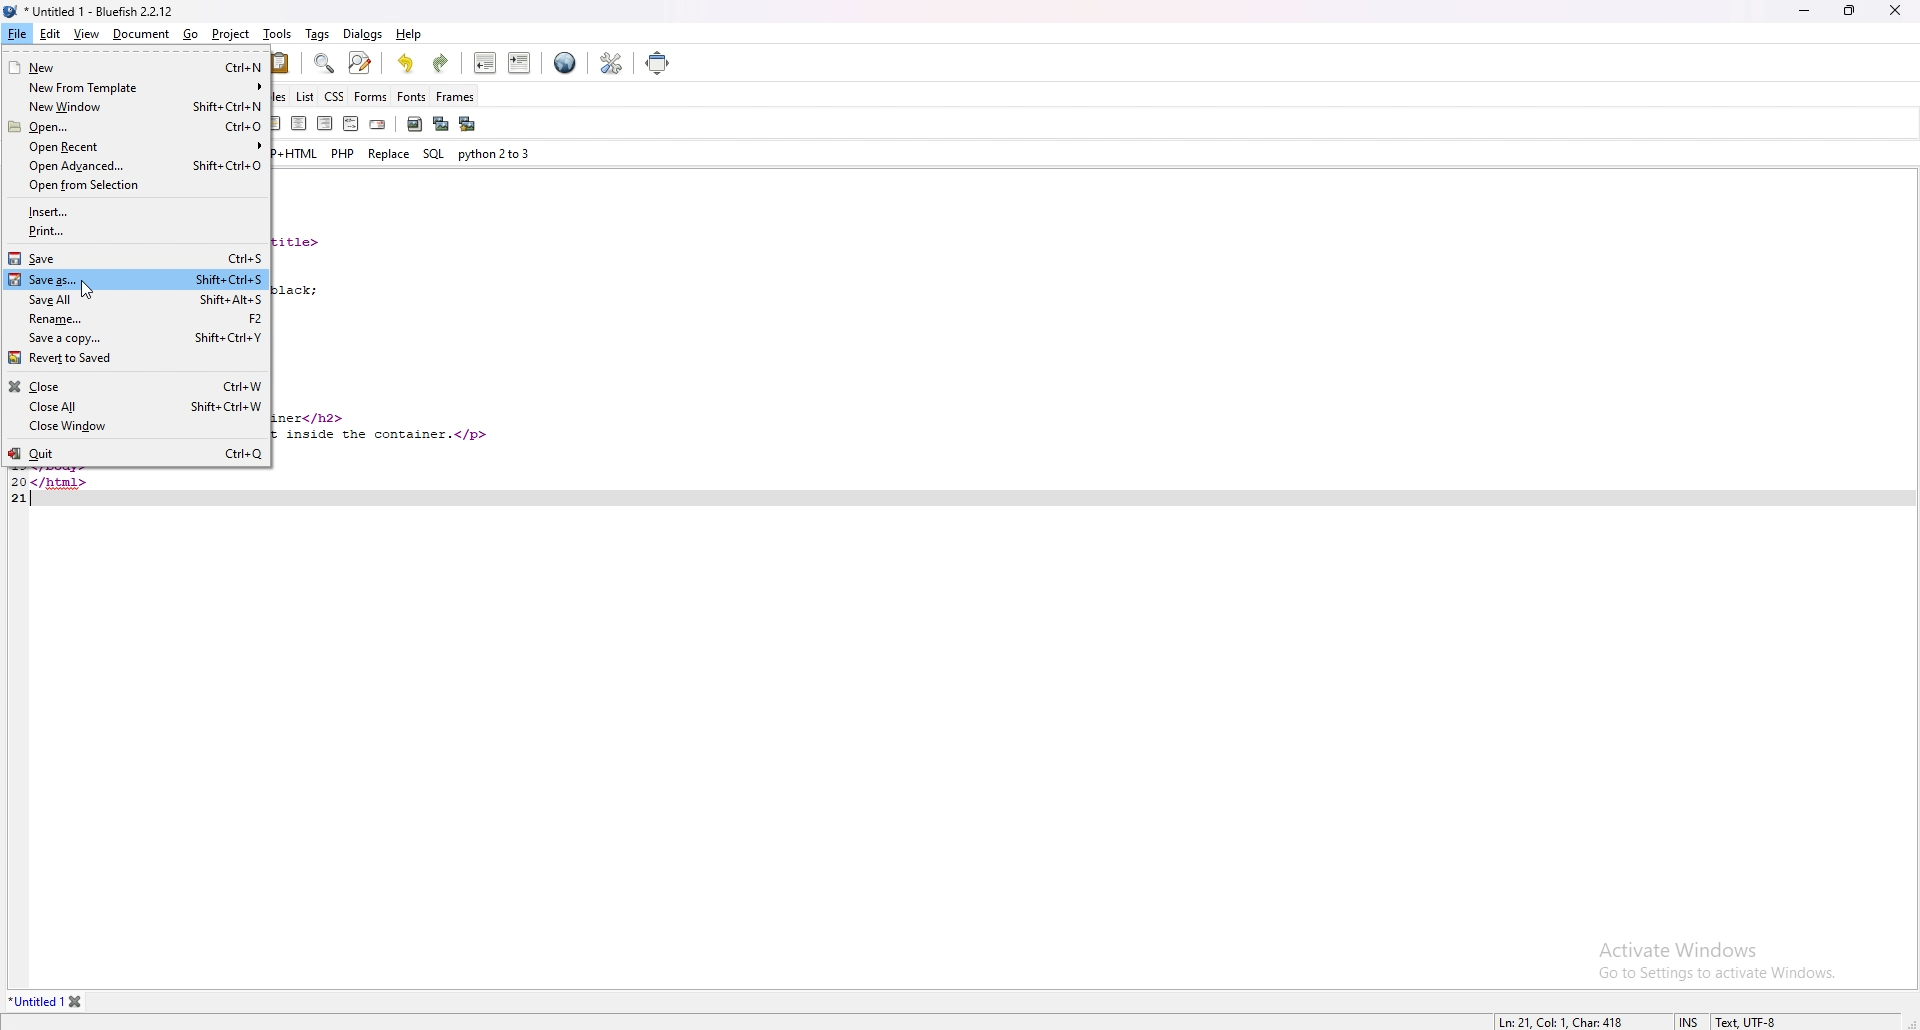 * Untitled 1 - Bluefish 2.2.12
File Edit View Document Go Project Tools Tags Dialogs Help
New Ctrl+N
New From Template
New Window Shift+Ctrl+N
Open... Ctrl+O
Open Recent
Open Advanced... Shift+Ctrl+O
Open from Selection
Insert...
Print...
Save Ctrl+S
Save as... Shift+Ctrl+S
Save All Shift+Alt+S
Rename... F2
Save a copy... Shift+Ctrl+Y
Revert to Saved
Close Ctrl+W
Close All Shift+Ctrl+W
Close Window
Quit Ctrl+Q
les List CSS Forms Fonts Frames
P+HTML PHP Replace SQL python 2 to 3
title>
black;
iner</h2>
t inside the container.</p>
20 </html>
21
Activate Windows
Go to Settings to activate Windows.
*Untitled 1
Ln: 21, Col: 1, Char: 418 INS Text, UTF-8